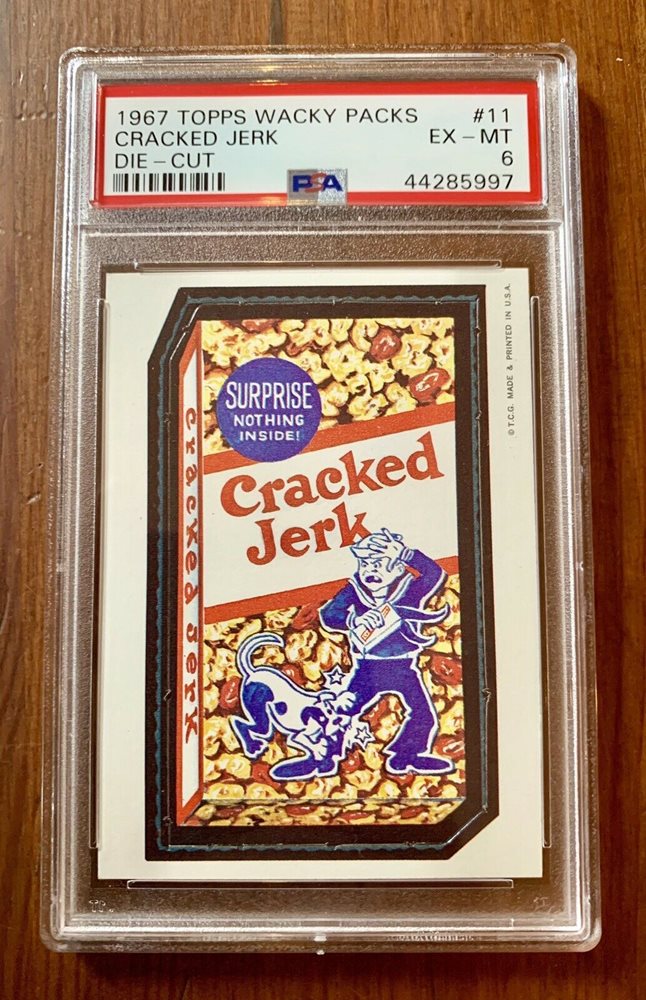 1967 TOPPS WACKY PACKS #11
CRACKED JERK EX - MT
DIE - CUT 6
PSA 44285997
© T.C.G. MADE & PRINTED IN U.S.A.
SURPRISE
NOTHING
INSIDE!
Cracked
Jerk
Cracked Jerk